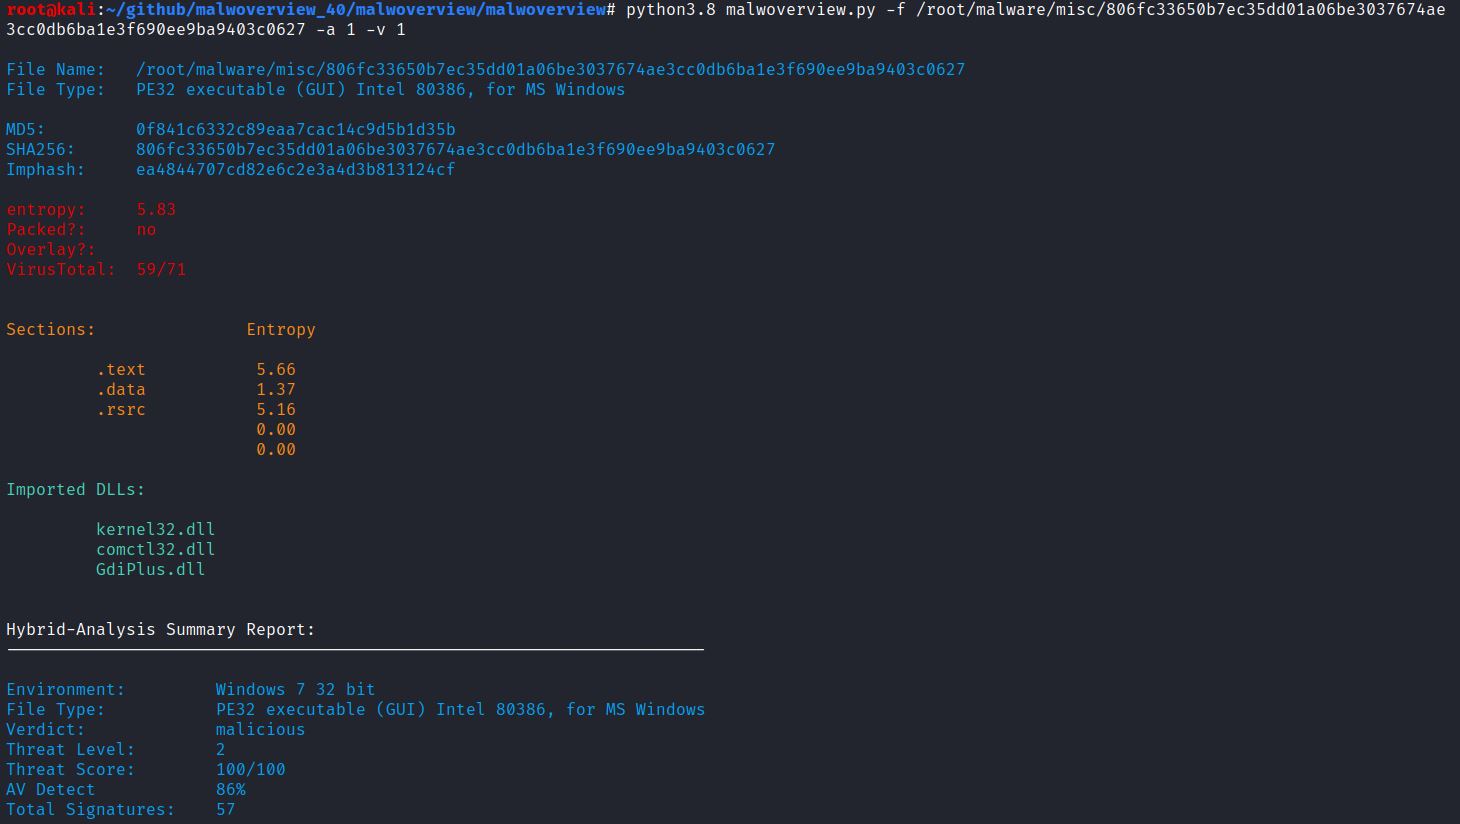 root@kali:~/github/malwoverview_40/malwoverview/malwoverview# python3.8 malwoverview.py -f /root/malware/misc/806fc33650b7ec35dd01a06be3037674ae
3cc0db6ba1e3f690ee9ba9403c0627 -a 1 -v 1
File Name: /root/malware/misc/806fc33650b7ec35dd01a06be3037674ae3cc0db6ba1e3f690ee9ba9403c0627
File Type: PE32 executable (GUI) Intel 80386, for MS Windows
MD5: 0f841c6332c89eaa7cac14c9d5b1d35b
SHA256: 806fc33650b7ec35dd01a06be3037674ae3cc0db6ba1e3f690ee9ba9403c0627
Imphash: ea4844707cd82e6c2e3a4d3b813124cf
entropy: 5.83
Packed?: no
Overlay?:
VirusTotal: 59/71
Sections: Entropy
.text 5.66
.data 1.37
.rsrc 5.16
0.00
0.00
Imported DLLs:
kernel32.dll
comctl32.dll
GdiPlus.dll
Hybrid-Analysis Summary Report:
Environment: Windows 7 32 bit
File Type: PE32 executable (GUI) Intel 80386, for MS Windows
Verdict: malicious
Threat Level: 2
Threat Score: 100/100
AV Detect 86%
Total Signatures: 57